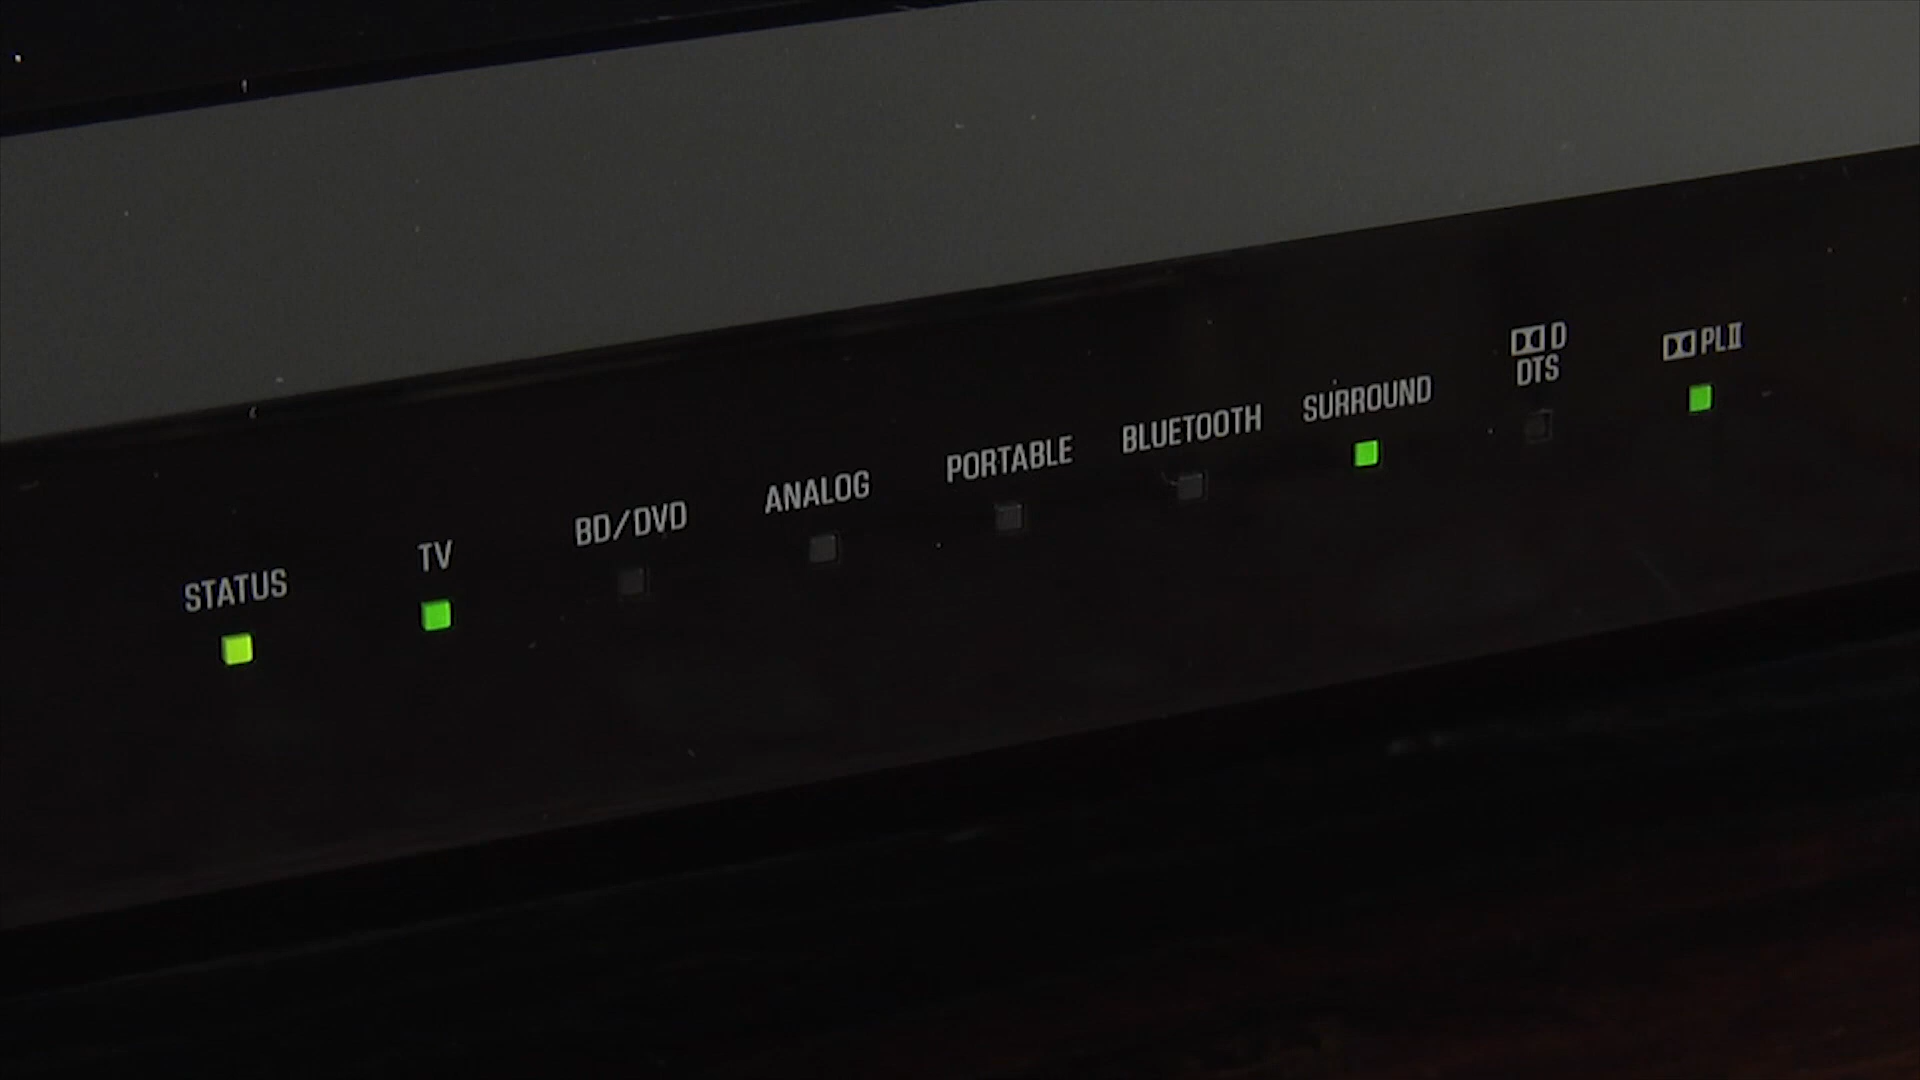 STATUS
TV
BD/DVD
ANALOG
PORTABLE
BLUETOOTH
SURROUND
D
DTS
PLII